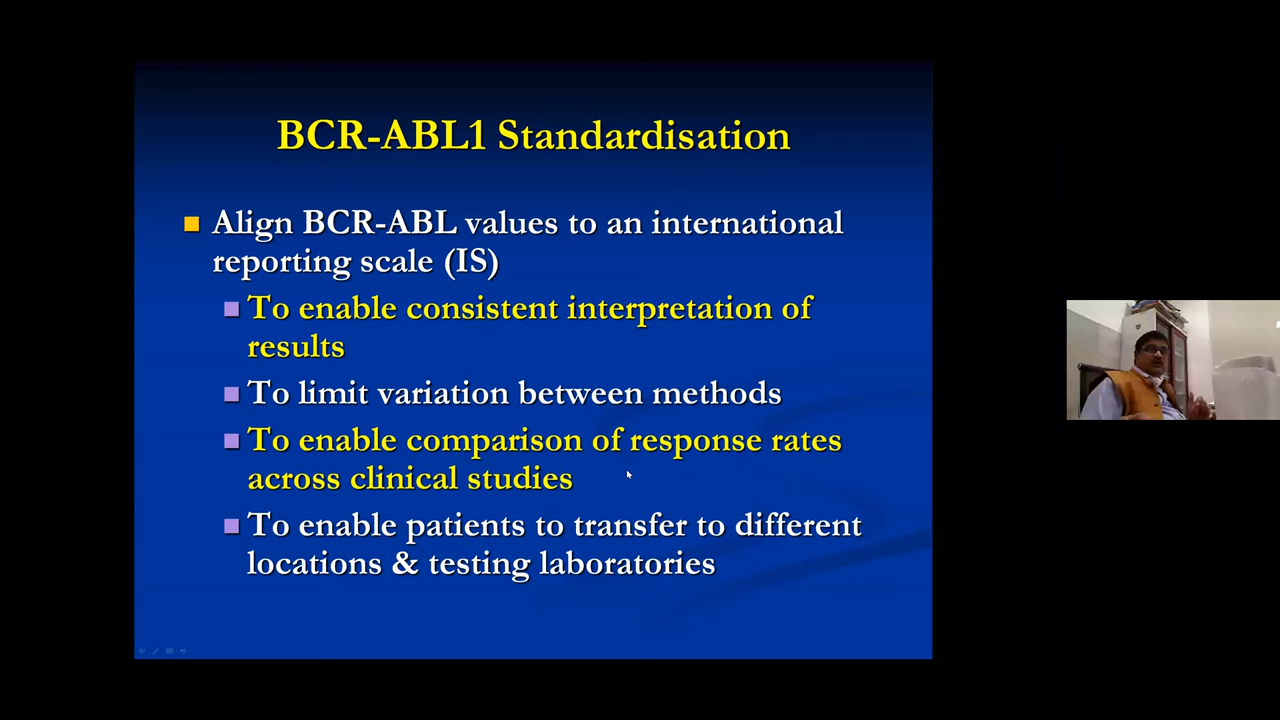 BCR-ABL1 Standardisation
Align BCR-ABL values to an international
reporting scale (IS)
To enable consistent interpretation of
results
To limit variation between methods
To enable comparison of response rates
across clinical studies
To enable patients to transfer to different
locations & testing laboratories